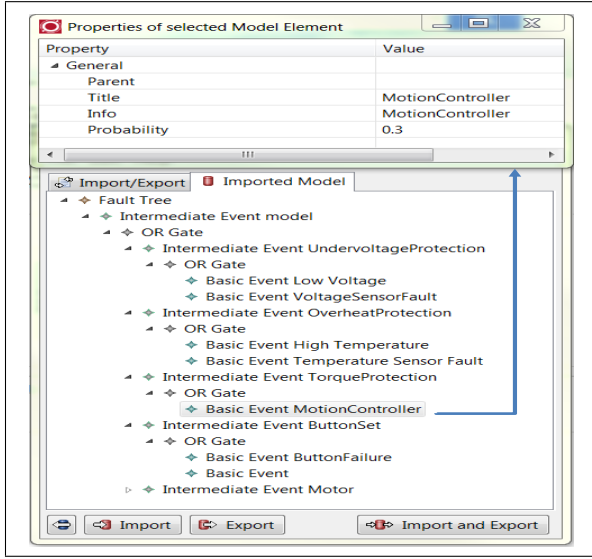 Properties of selected Model Element
Property Value
General
Parent
Title MotionController
Info MotionController
Probability 0.3
Import/Export Imported Model
Fault Tree
Intermediate Event model
OR Gate
Intermediate Event UndervoltageProtection
OR Gate
Basic Event Low Voltage
Basic Event VoltageSensorFault
Intermediate Event OverheatProtection
OR Gate
Basic Event High Temperature
Basic Event Temperature Sensor Fault
Intermediate Event TorqueProtection
OR Gate
Basic Event MotionController
Intermediate Event ButtonSet
OR Gate
Basic Event ButtonFailure
Basic Event
Intermediate Event Motor
Import Export Import and Export